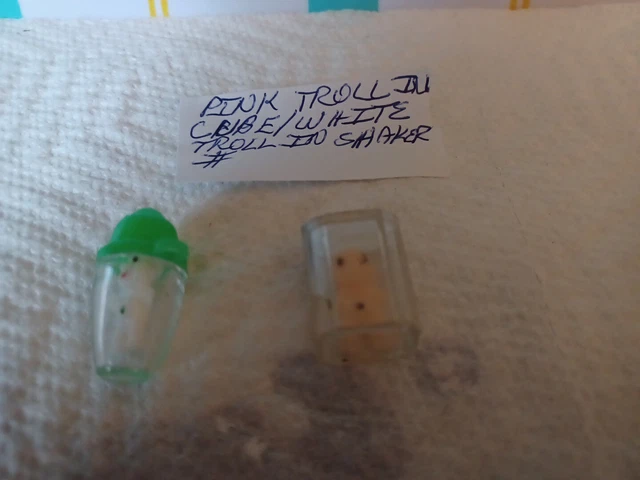 PINK TROLL IN
CUBE/WHITE
TROLL IN SHAKER
#